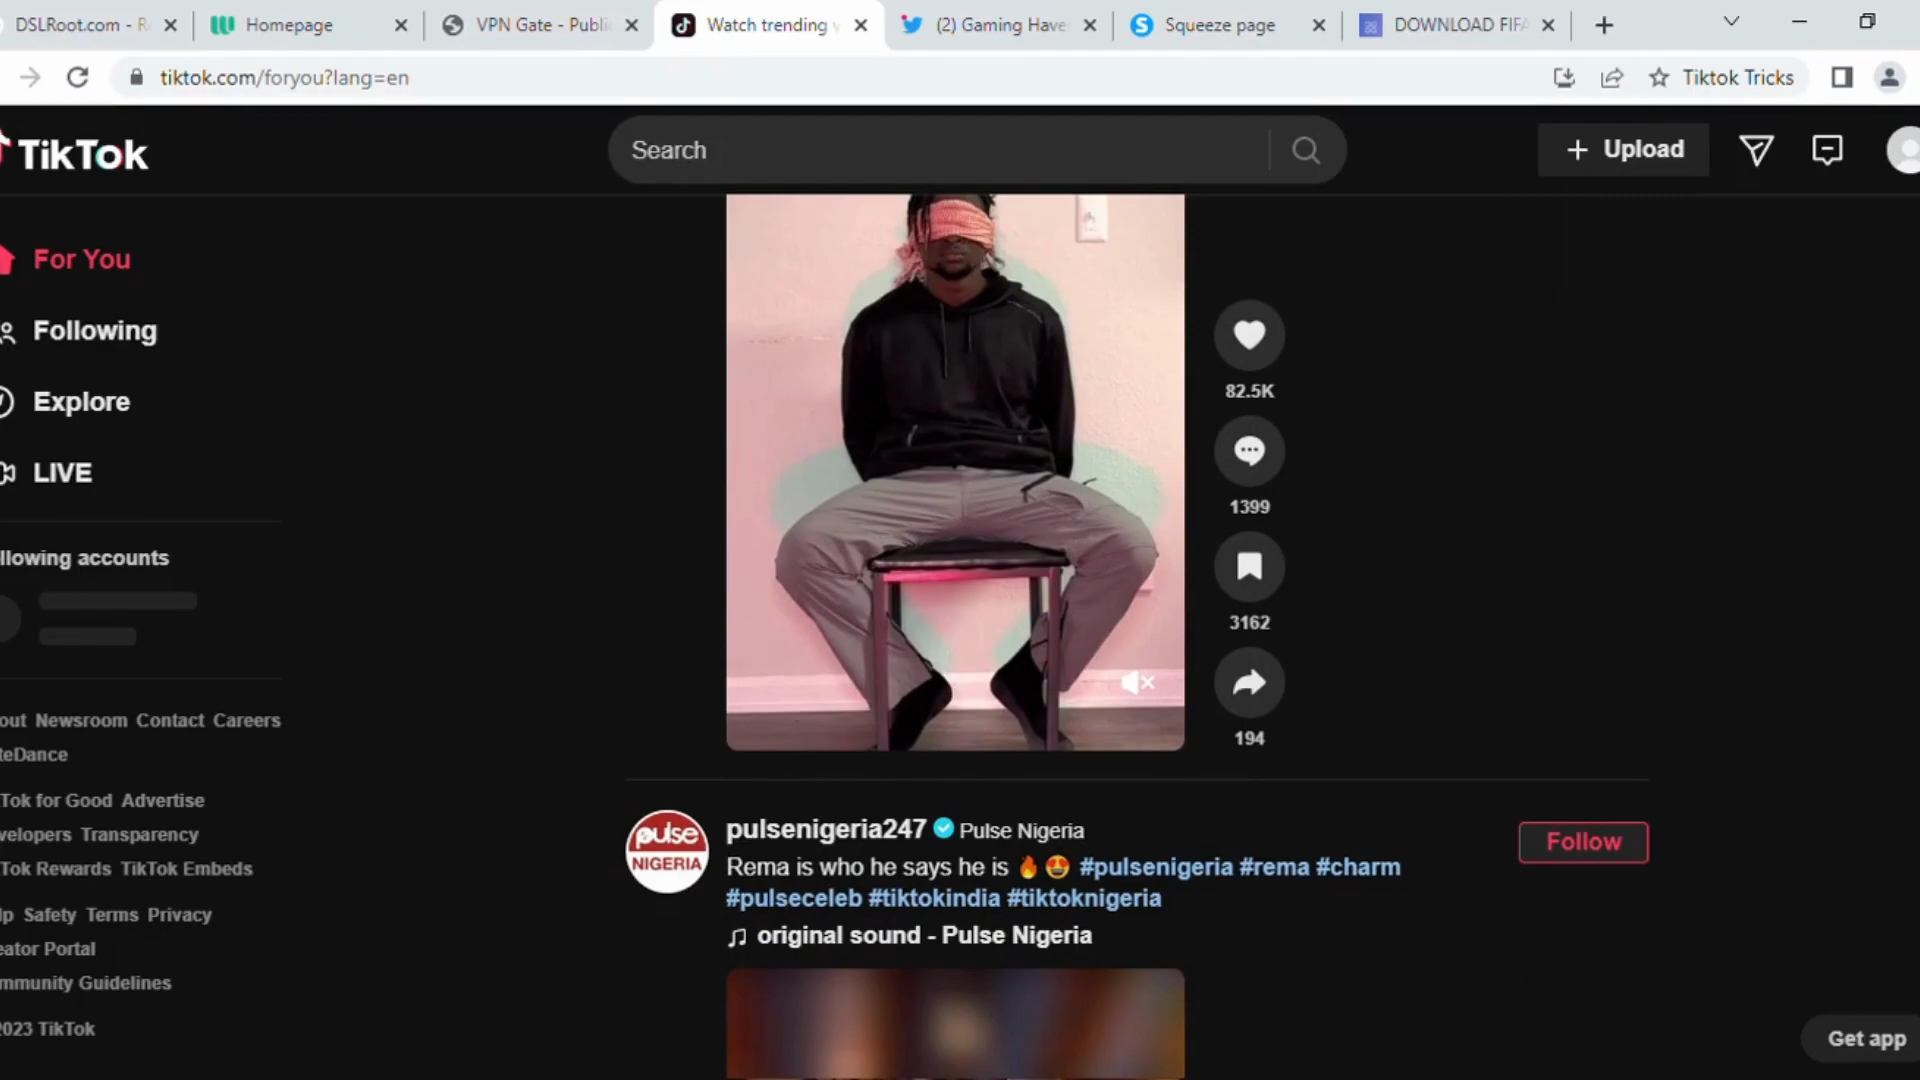 DSLRoot.com - R
Homepage
VPN Gate - Publi
Watch trending v
(2) Gaming Have
Squeeze page
DOWNLOAD FIFA
tiktok.com/foryou?lang=en
Tiktok Tricks
TikTok
Search
Upload
For You
Following
Explore
LIVE
82.5K
1399
3162
194
llowing accounts
out Newsroom Contact Careers
teDance
Tok for Good Advertise
velopers Transparency
Tok Rewards TikTok Embeds
lp Safety Terms Privacy
eator Portal
mmunity Guidelines
2023 TikTok
pulse
NIGERIA
pulsenigeria247 Pulse Nigeria
Rema is who he says he is 🔥🤩 #pulsenigeria #rema #charm
#pulseceleb #tiktokindia #tiktoknigeria
original sound - Pulse Nigeria
Follow
Get app